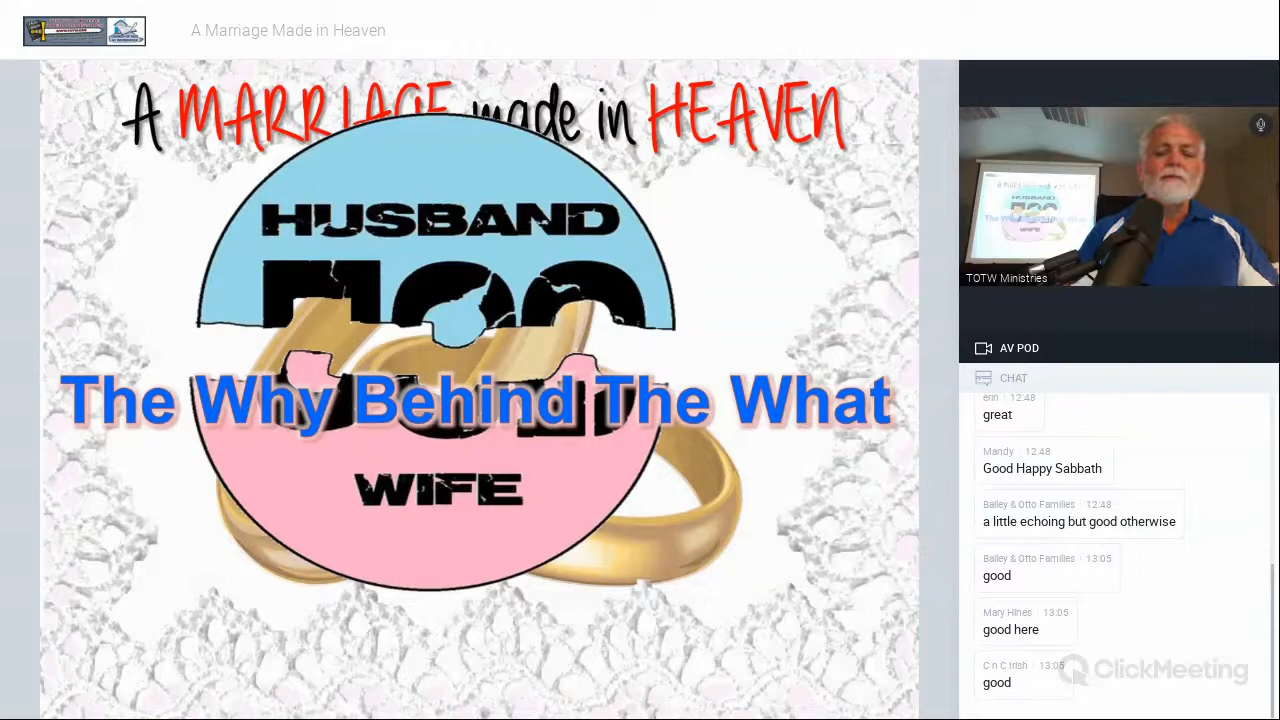 A Marriage Made in Heaven
A MARRIAGE made in HEAVEN
HUSBAND
The Why Behind The What
WIFE
TOTW Ministries
AV POD
CHAT
erin 12:48
great
Mandy 12:48
Good Happy Sabbath
Bailey & Otto Families 12:48
a little echoing but good otherwise
Bailey & Otto Families 13:05
good
Mary Hines 13:05
good here
C n C Irish 13:05
good
ClickMeeting